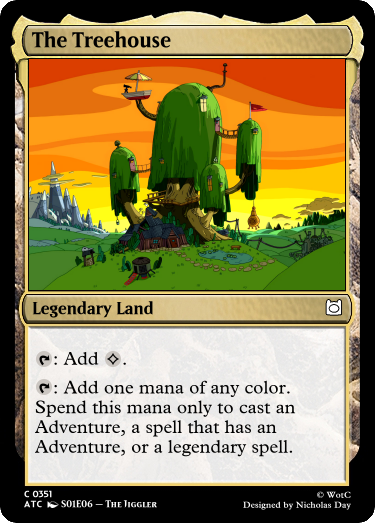 The Treehouse
Legendary Land
: Add .
: Add one mana of any color.
Spend this mana only to cast an
Adventure, a spell that has an
Adventure, or a legendary spell.
C 0351
ATC S01E06 – The Jiggler
© WotC
Designed by Nicholas Day